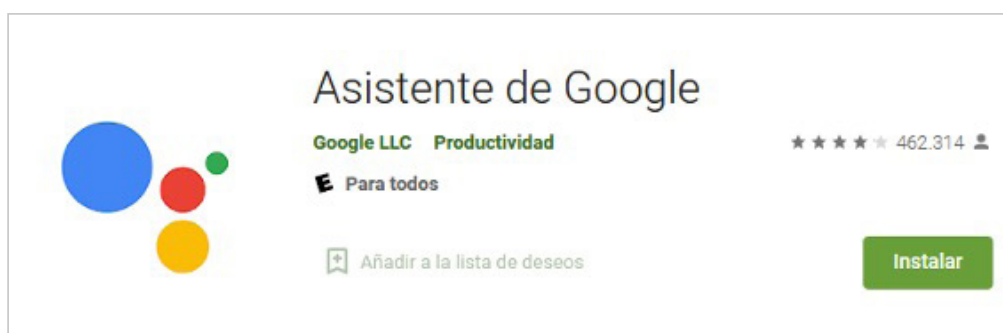 Asistente de Google
Google LLC Productividad 462.314
E Para todos
Añadir a la lista de deseos Instalar